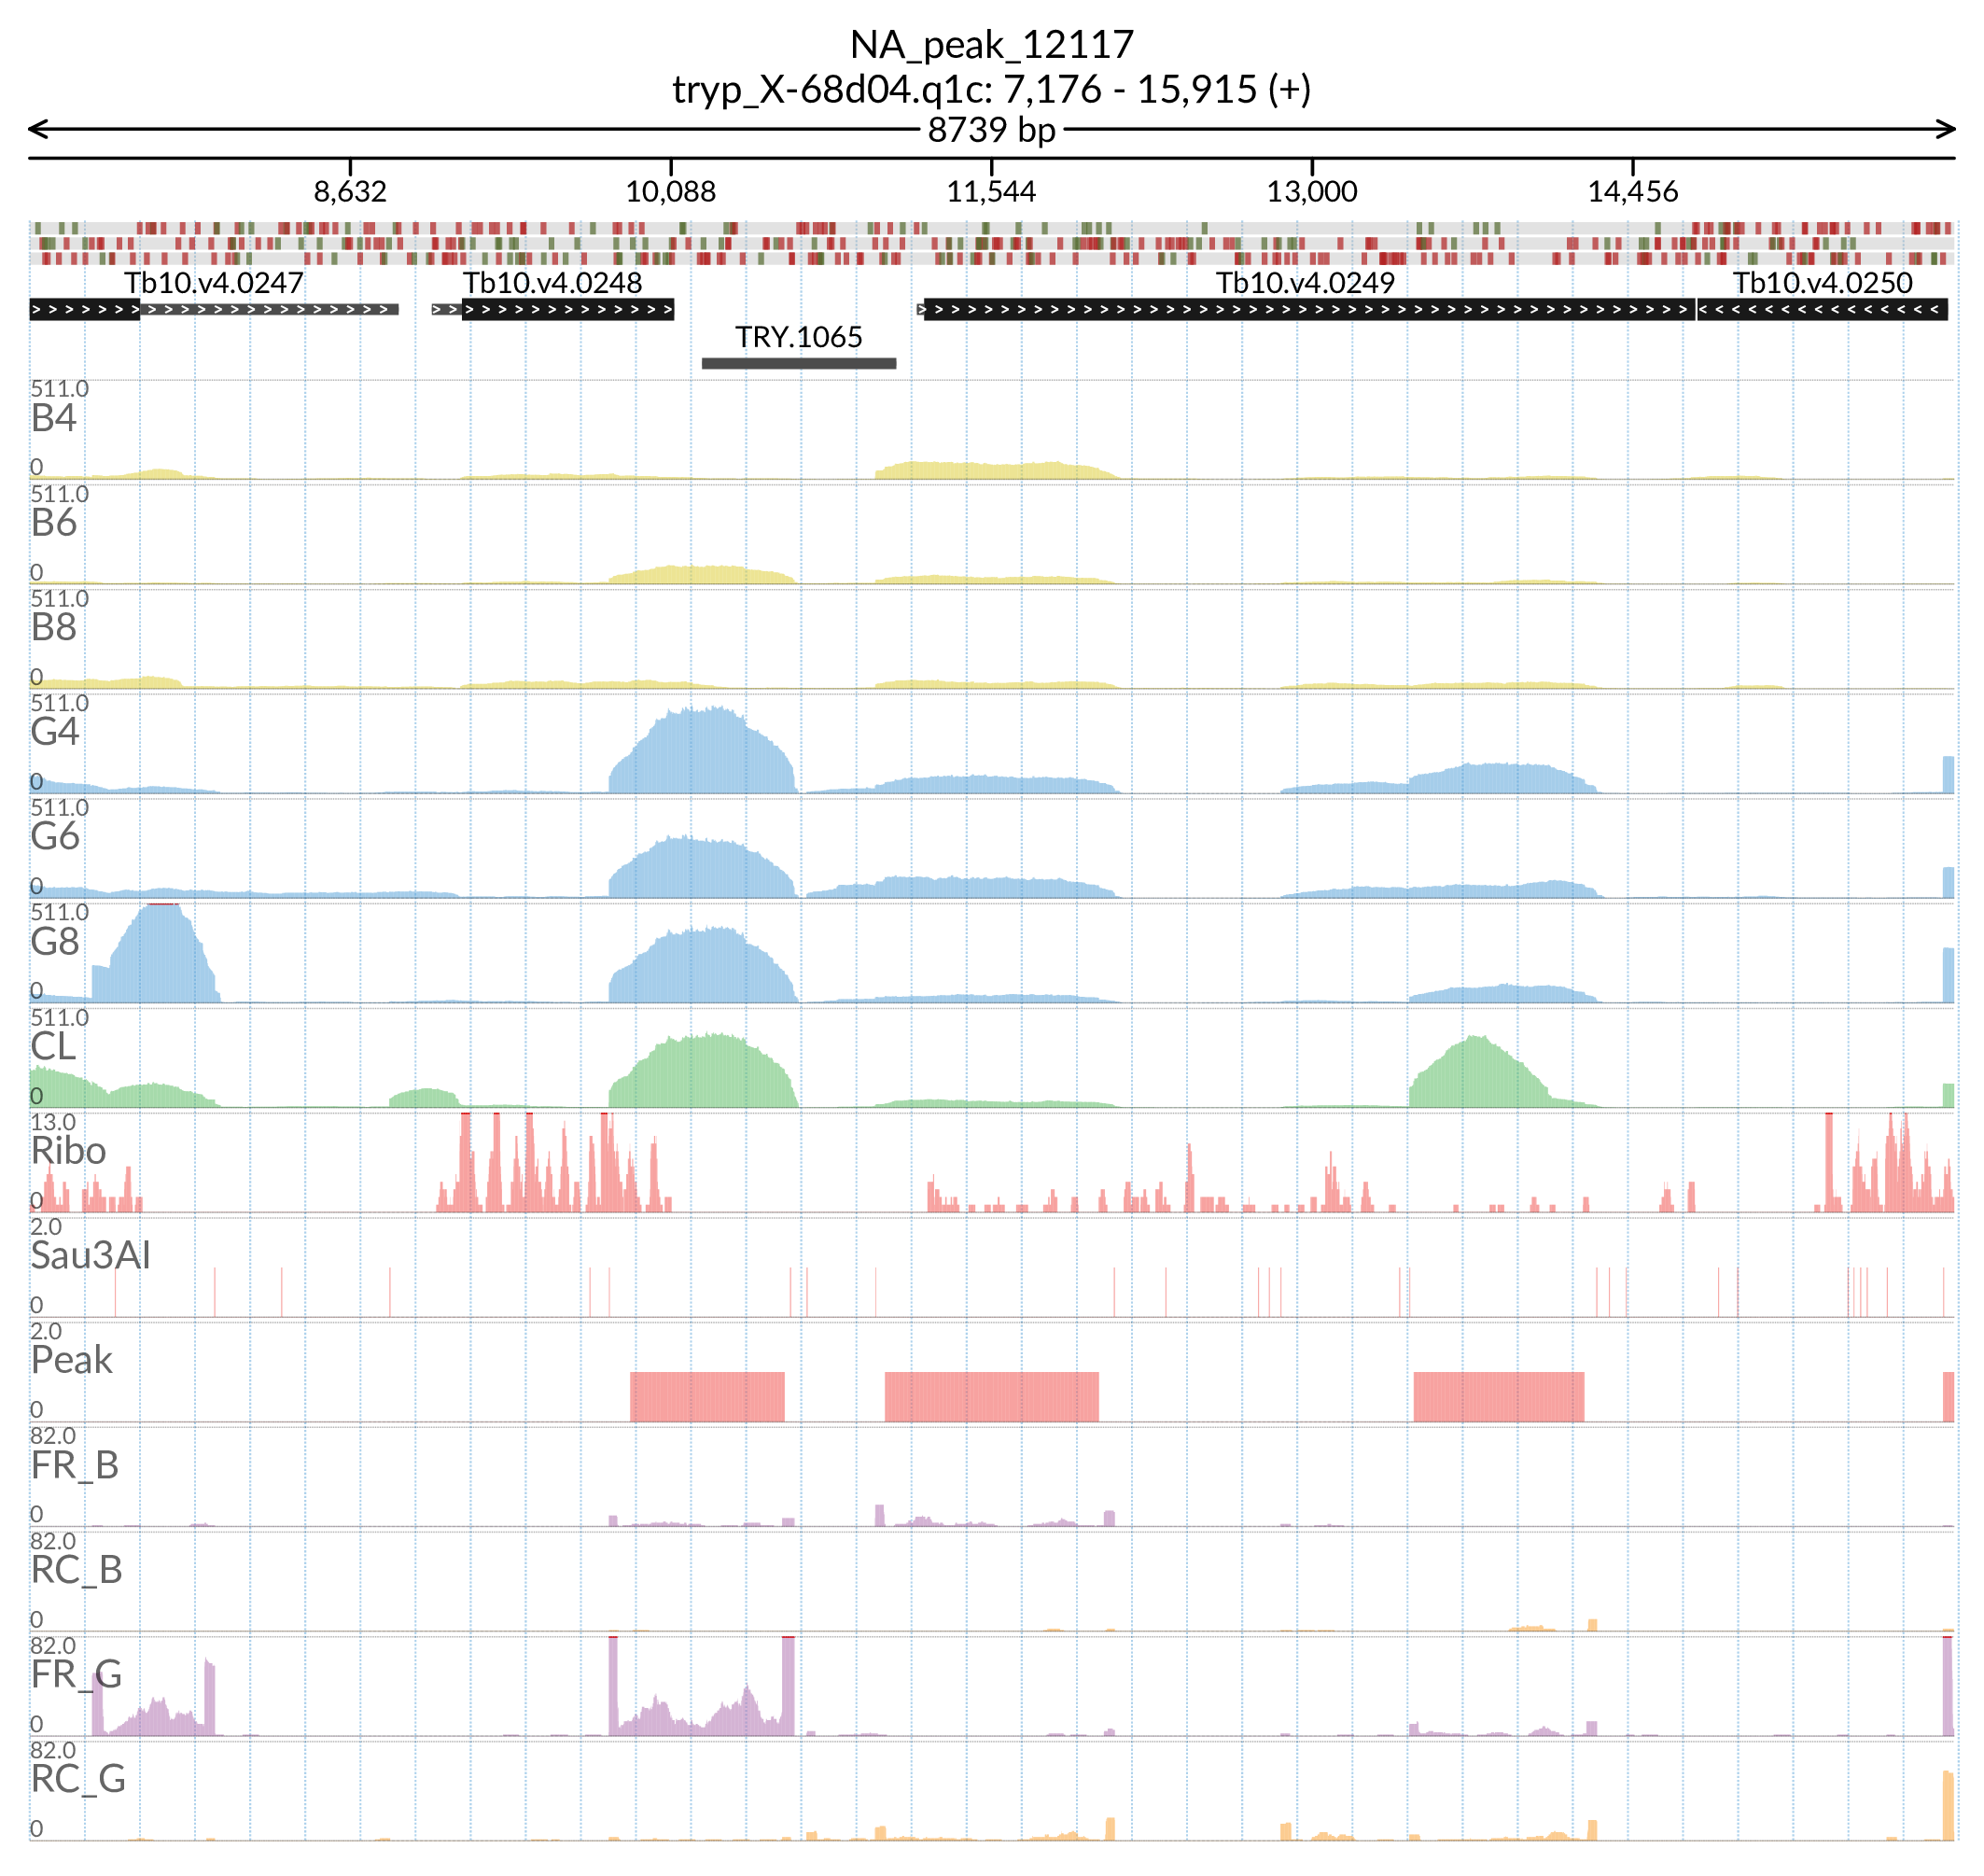 NA_peak_12117
tryp_X-68d04.q1c: 7,176 - 15,915 (+)
8739 bp
8,632 10,088 11,544 13,000 14,456
Tb10.v4.0247 Tb10.v4.0248 Tb10.v4.0249 Tb10.v4.0250
TRY.1065
511.0
B4
0
511.0
B6
0
511.0
B8
0
511.0
G4
0
511.0
G6
0
511.0
G8
0
511.0
CL
0
13.0
Ribo
0
2.0
Sau3AI
0
2.0
Peak
0
82.0
FR_B
0
82.0
RC_B
0
82.0
FR_G
0
82.0
RC_G
0